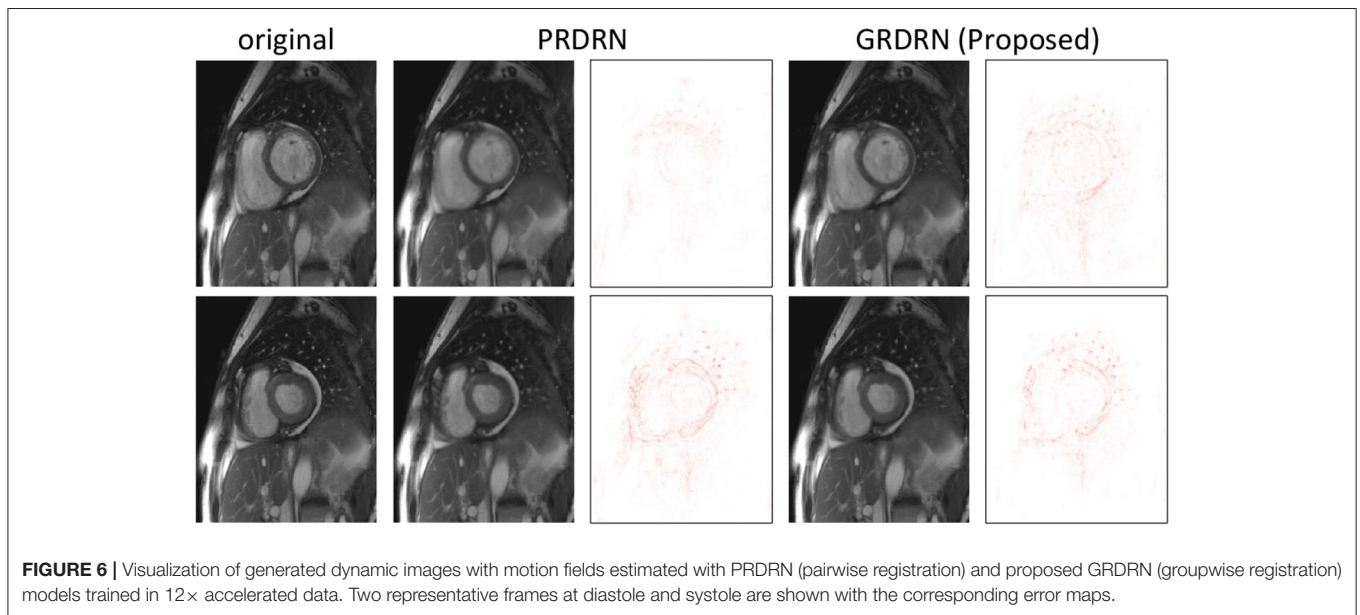 original PRDRN GRDRN (Proposed)
FIGURE 6 | Visualization of generated dynamic images with motion fields estimated with PRDRN (pairwise registration) and proposed GRDRN (groupwise registration)
models trained in 12× accelerated data. Two representative frames at diastole and systole are shown with the corresponding error maps.